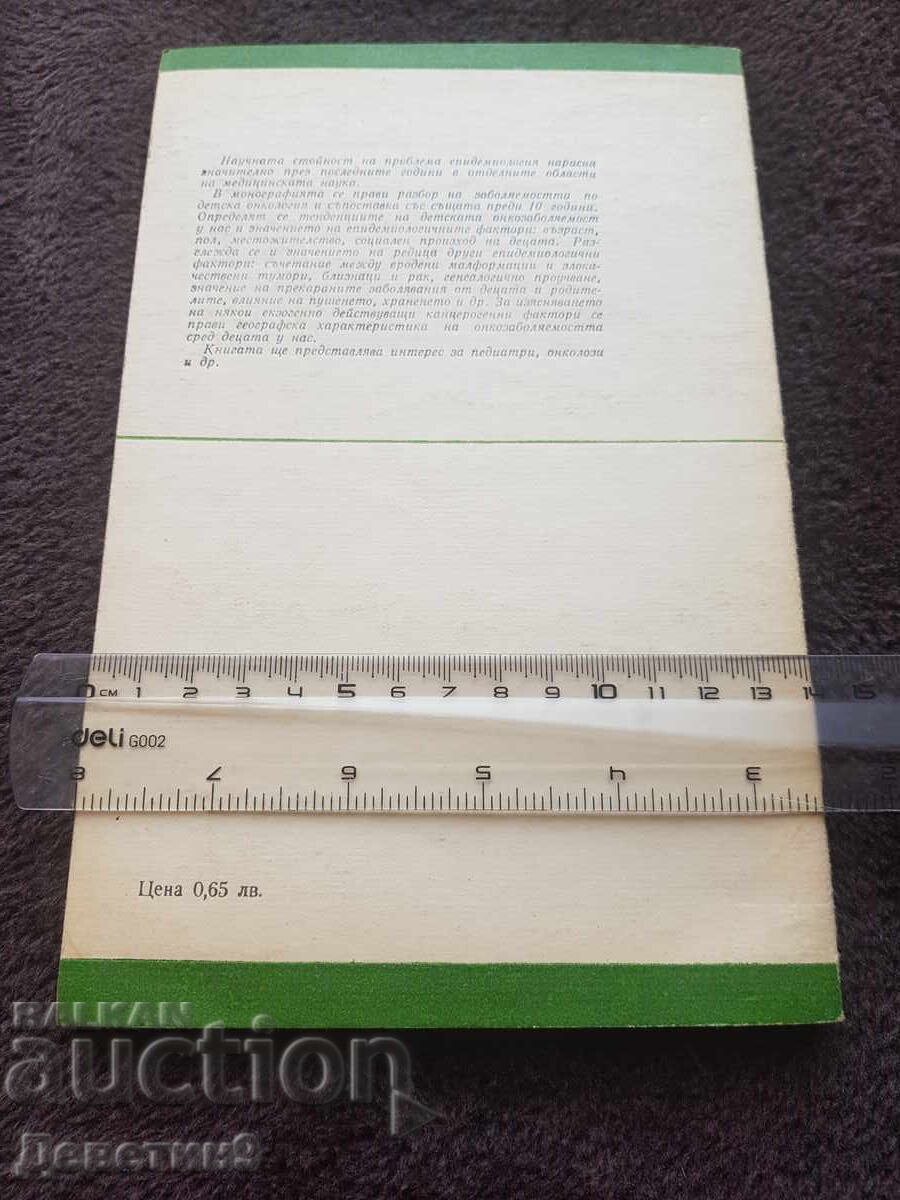 Научната стойност на проблема епидемиология нарасна
значително през последните години в отделните области
на медицинската наука.
В монографията се прави разбор на заболяемостта по
детска онкология и съпоставка със същата преди 10 години.
Определят се тенденциите на детската онкозаболяемост
у нас и значението на епидемиологичните фактори: възраст,
пол, местожителство, социален произход на децата. Раз-
глежда се и значението на редица други епидемиологични
фактори: съчетание между вродени малформации и злока-
чествени тумори, близнаци и рак, генеалогично проучване,
значение на прекараните заболявания от децата и родите-
лите, влияние на пушенето, храненето и др. За изясняването
на някои екзогенно действуващи канцерогенни фактори се
прави географска характеристика на онкозаболяемостта
сред децата у нас.
Книгата ще представлява интерес за педиатри, онколози
и др.
0 см 1 2 3 4 5 6 7 8 9 10 11 12 13 14 15
deli G002
8 7 6 5 4 3 2
Цена 0,65 лв.
BALKAN
auction
Деветин9